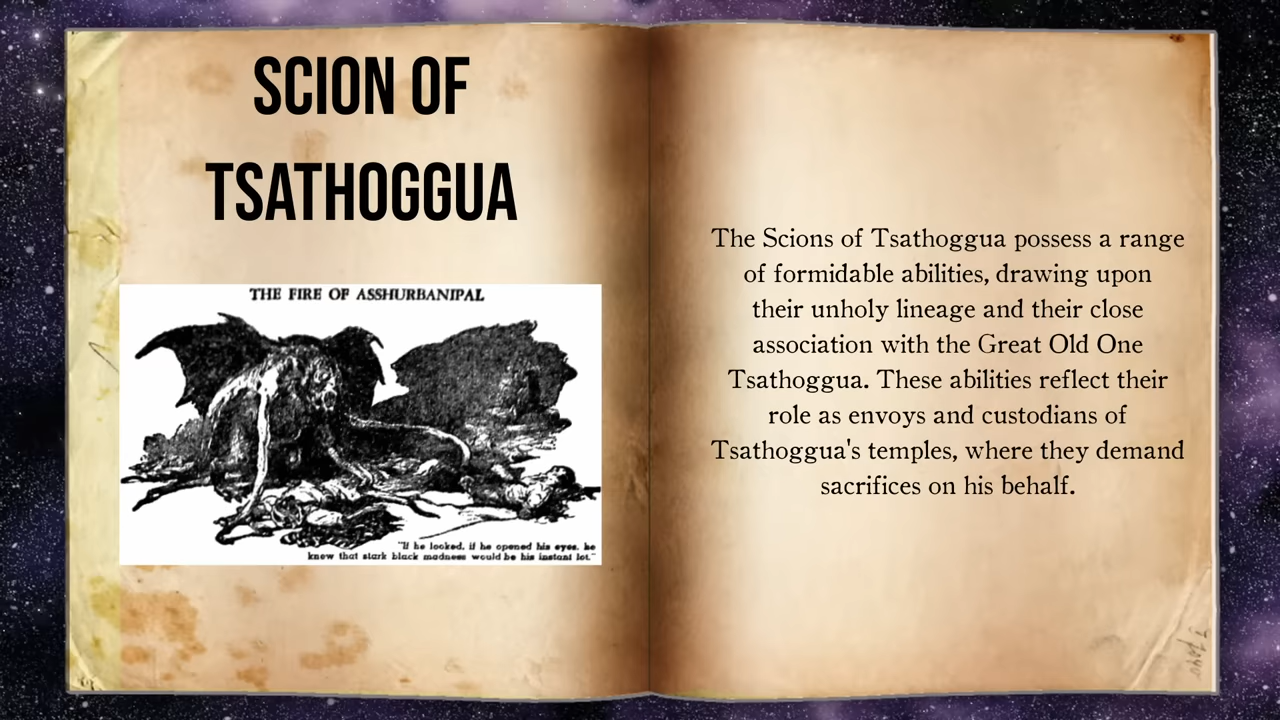 SCION OF
TSATHOGGUA
THE FIRE OF ASSHURBANIPAL
"If he looked, if he opened his eyes, he
knew that stark black madness would be his instant lot."
The Scions of Tsathoggua possess a range
of formidable abilities, drawing upon
their unholy lineage and their close
association with the Great Old One
Tsathoggua. These abilities reflect their
role as envoys and custodians of
Tsathoggua's temples, where they demand
sacrifices on his behalf.